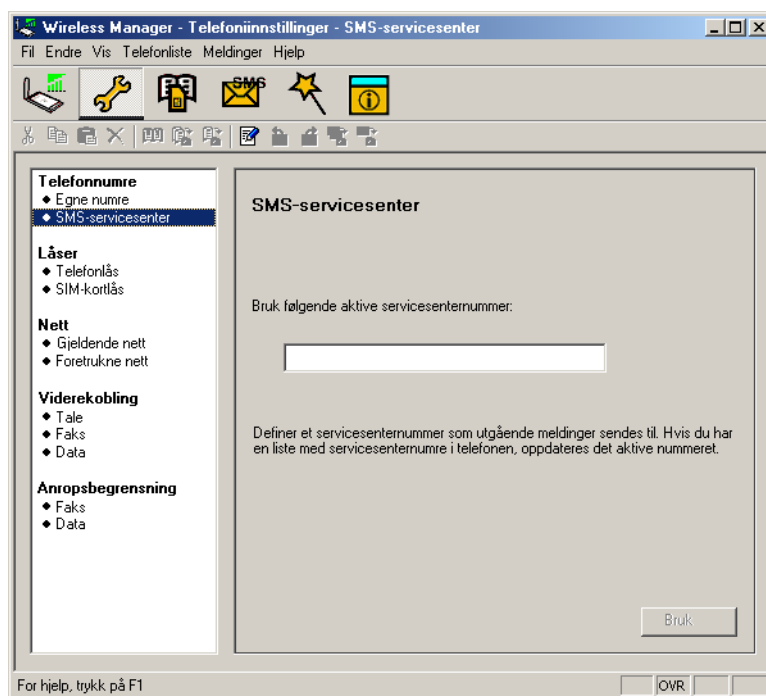 Wireless Manager - Telefoniinnstillinger - SMS-servicesenter
Fil Endre Vis Telefonliste Meldinger Hjelp
SMS
Telefonnumre
Egne numre
SMS-servicesenter
Låser
Telefonlås
SIM-kortlås
Nett
Gjeldende nett
Foretrukne nett
Viderekobling
Tale
Faks
Data
Anropsbegrensning
Faks
Data
SMS-servicesenter
Bruk følgende aktive servicesenternummer:
Definer et servicesenternummer som utgående meldinger sendes til. Hvis du har
en liste med servicesenternumre i telefonen, oppdateres det aktive nummeret.
Bruk
For hjelp, trykk på F1
OVR